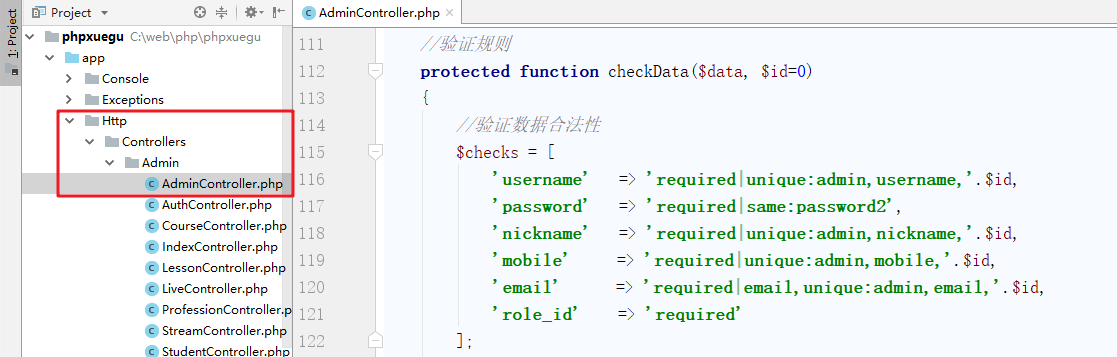 1: Project
Project
phpxuegu C:\web\php\phpxuegu
app
Console
Exceptions
Http
Controllers
Admin
AdminController.php
AuthController.php
CourseController.php
IndexController.php
LessonController.php
LiveController.php
ProfessionController.p
StreamController.php
StudentController.php
AdminController.php
111 //验证规则
112 protected function checkData($data, $id=0)
113 {
114 //验证数据合法性
115 $checks = [
116 'username' => 'required|unique:admin,username,'.$id,
117 'password' => 'required|same:password2',
118 'nickname' => 'required|unique:admin,nickname,'.$id,
119 'mobile' => 'required|unique:admin,mobile,'.$id,
120 'email' => 'required|email,unique:admin,email,'.$id,
121 'role_id' => 'required'
122 ];